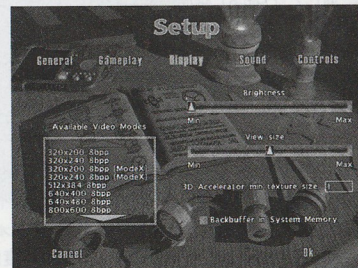 Setup
General Gameplay Display Sound Controls
Brightness
Min Max
Available Video Modes
View size
Min Max
320x200 8bpp
320x240 8bpp
320x200 8bpp [ModeX]
320x240 8bpp [ModeX]
512x384 8bpp
640x400 8bpp
640x480 8bpp
800x600 8bpp
3D Accelerator min texture size 1
Backbuffer in System Memory
Cancel Ok